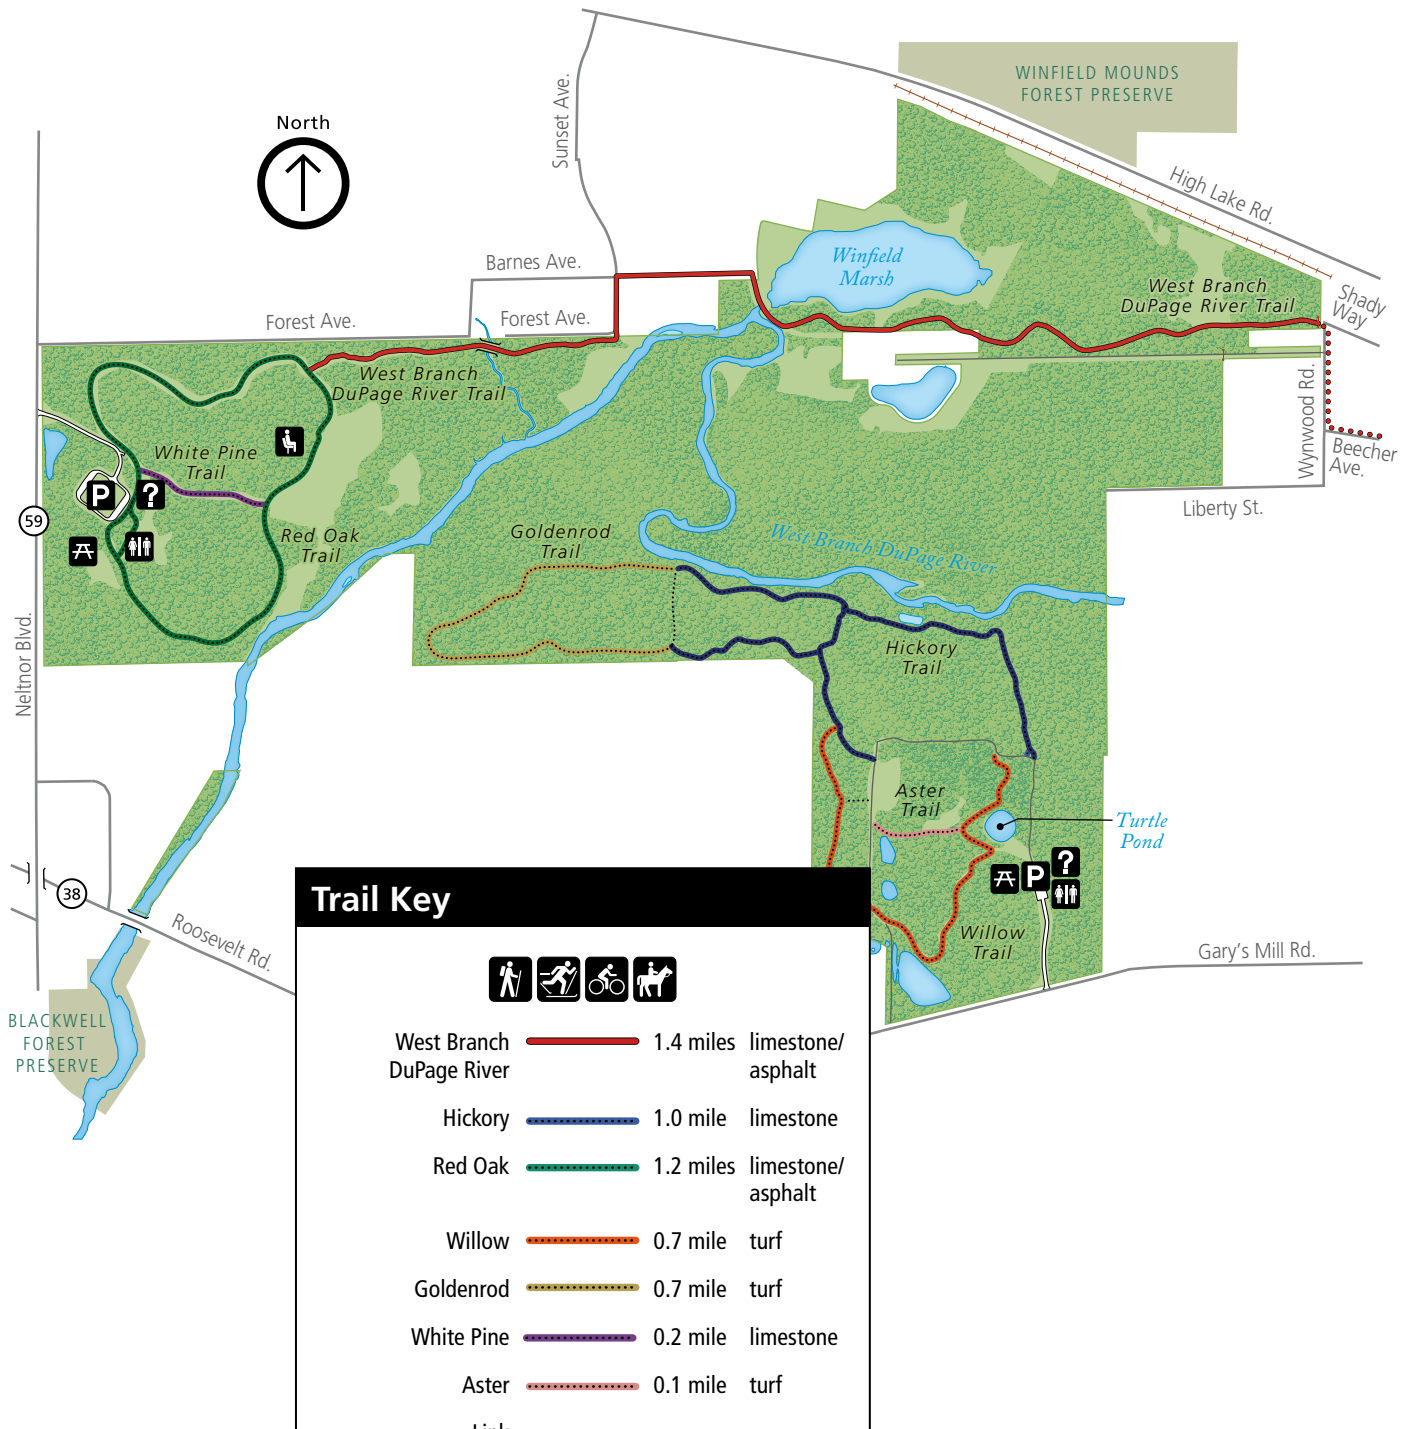 WINFIELD MOUNDS
FOREST PRESERVE
North
Sunset Ave.
High Lake Rd.
Barnes Ave.
Winfield
Marsh
West Branch
DuPage River Trail
Shady
Way
Forest Ave.
Forest Ave.
West Branch
DuPage River Trail
Wynwood Rd.
Beecher
Ave.
White Pine
Trail
P
?
59
Liberty St.
Red Oak
Trail
Goldenrod
Trail
West Branch DuPage River
Neltnor Blvd.
Hickory
Trail
Aster
Trail
Turtle
Pond
P
?
38
Roosevelt Rd.
Willow
Trail
Gary's Mill Rd.
BLACKWELL
FOREST
PRESERVE
Trail Key
West Branch 1.4 miles limestone/
DuPage River asphalt
Hickory 1.0 mile limestone
Red Oak 1.2 miles limestone/
asphalt
Willow 0.7 mile turf
Goldenrod 0.7 mile turf
White Pine 0.2 mile limestone
Aster 0.1 mile turf